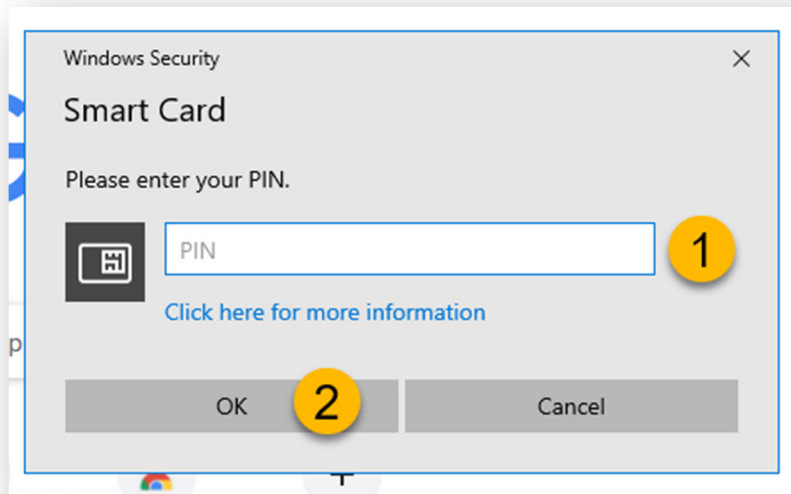 Windows Security
Smart Card
Please enter your PIN.
PIN
1
Click here for more information
p
OK
2
Cancel